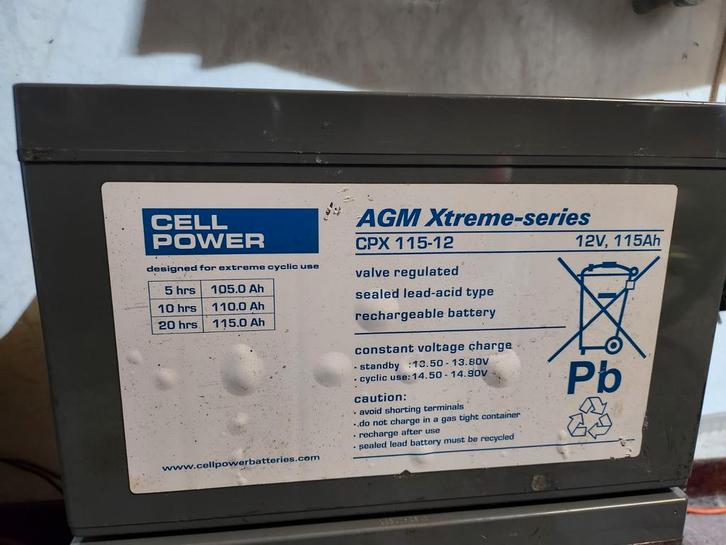 CELL
POWER
designed for extreme cyclic use
5 hrs 105.0 Ah
10 hrs 110.0 Ah
20 hrs 115.0 Ah
www.cellpowerbatteries.com
AGM Xtreme-series
CPX 115-12 12V, 115Ah
valve regulated
sealed lead-acid type
rechargeable battery
constant voltage charge
· standby :13.50 - 13.80V
· cyclic use: 14.50 - 14.90V
caution:
· avoid shorting terminals
· do not charge in a gas tight container
· recharge after use
· sealed lead battery must be recycled
Pb